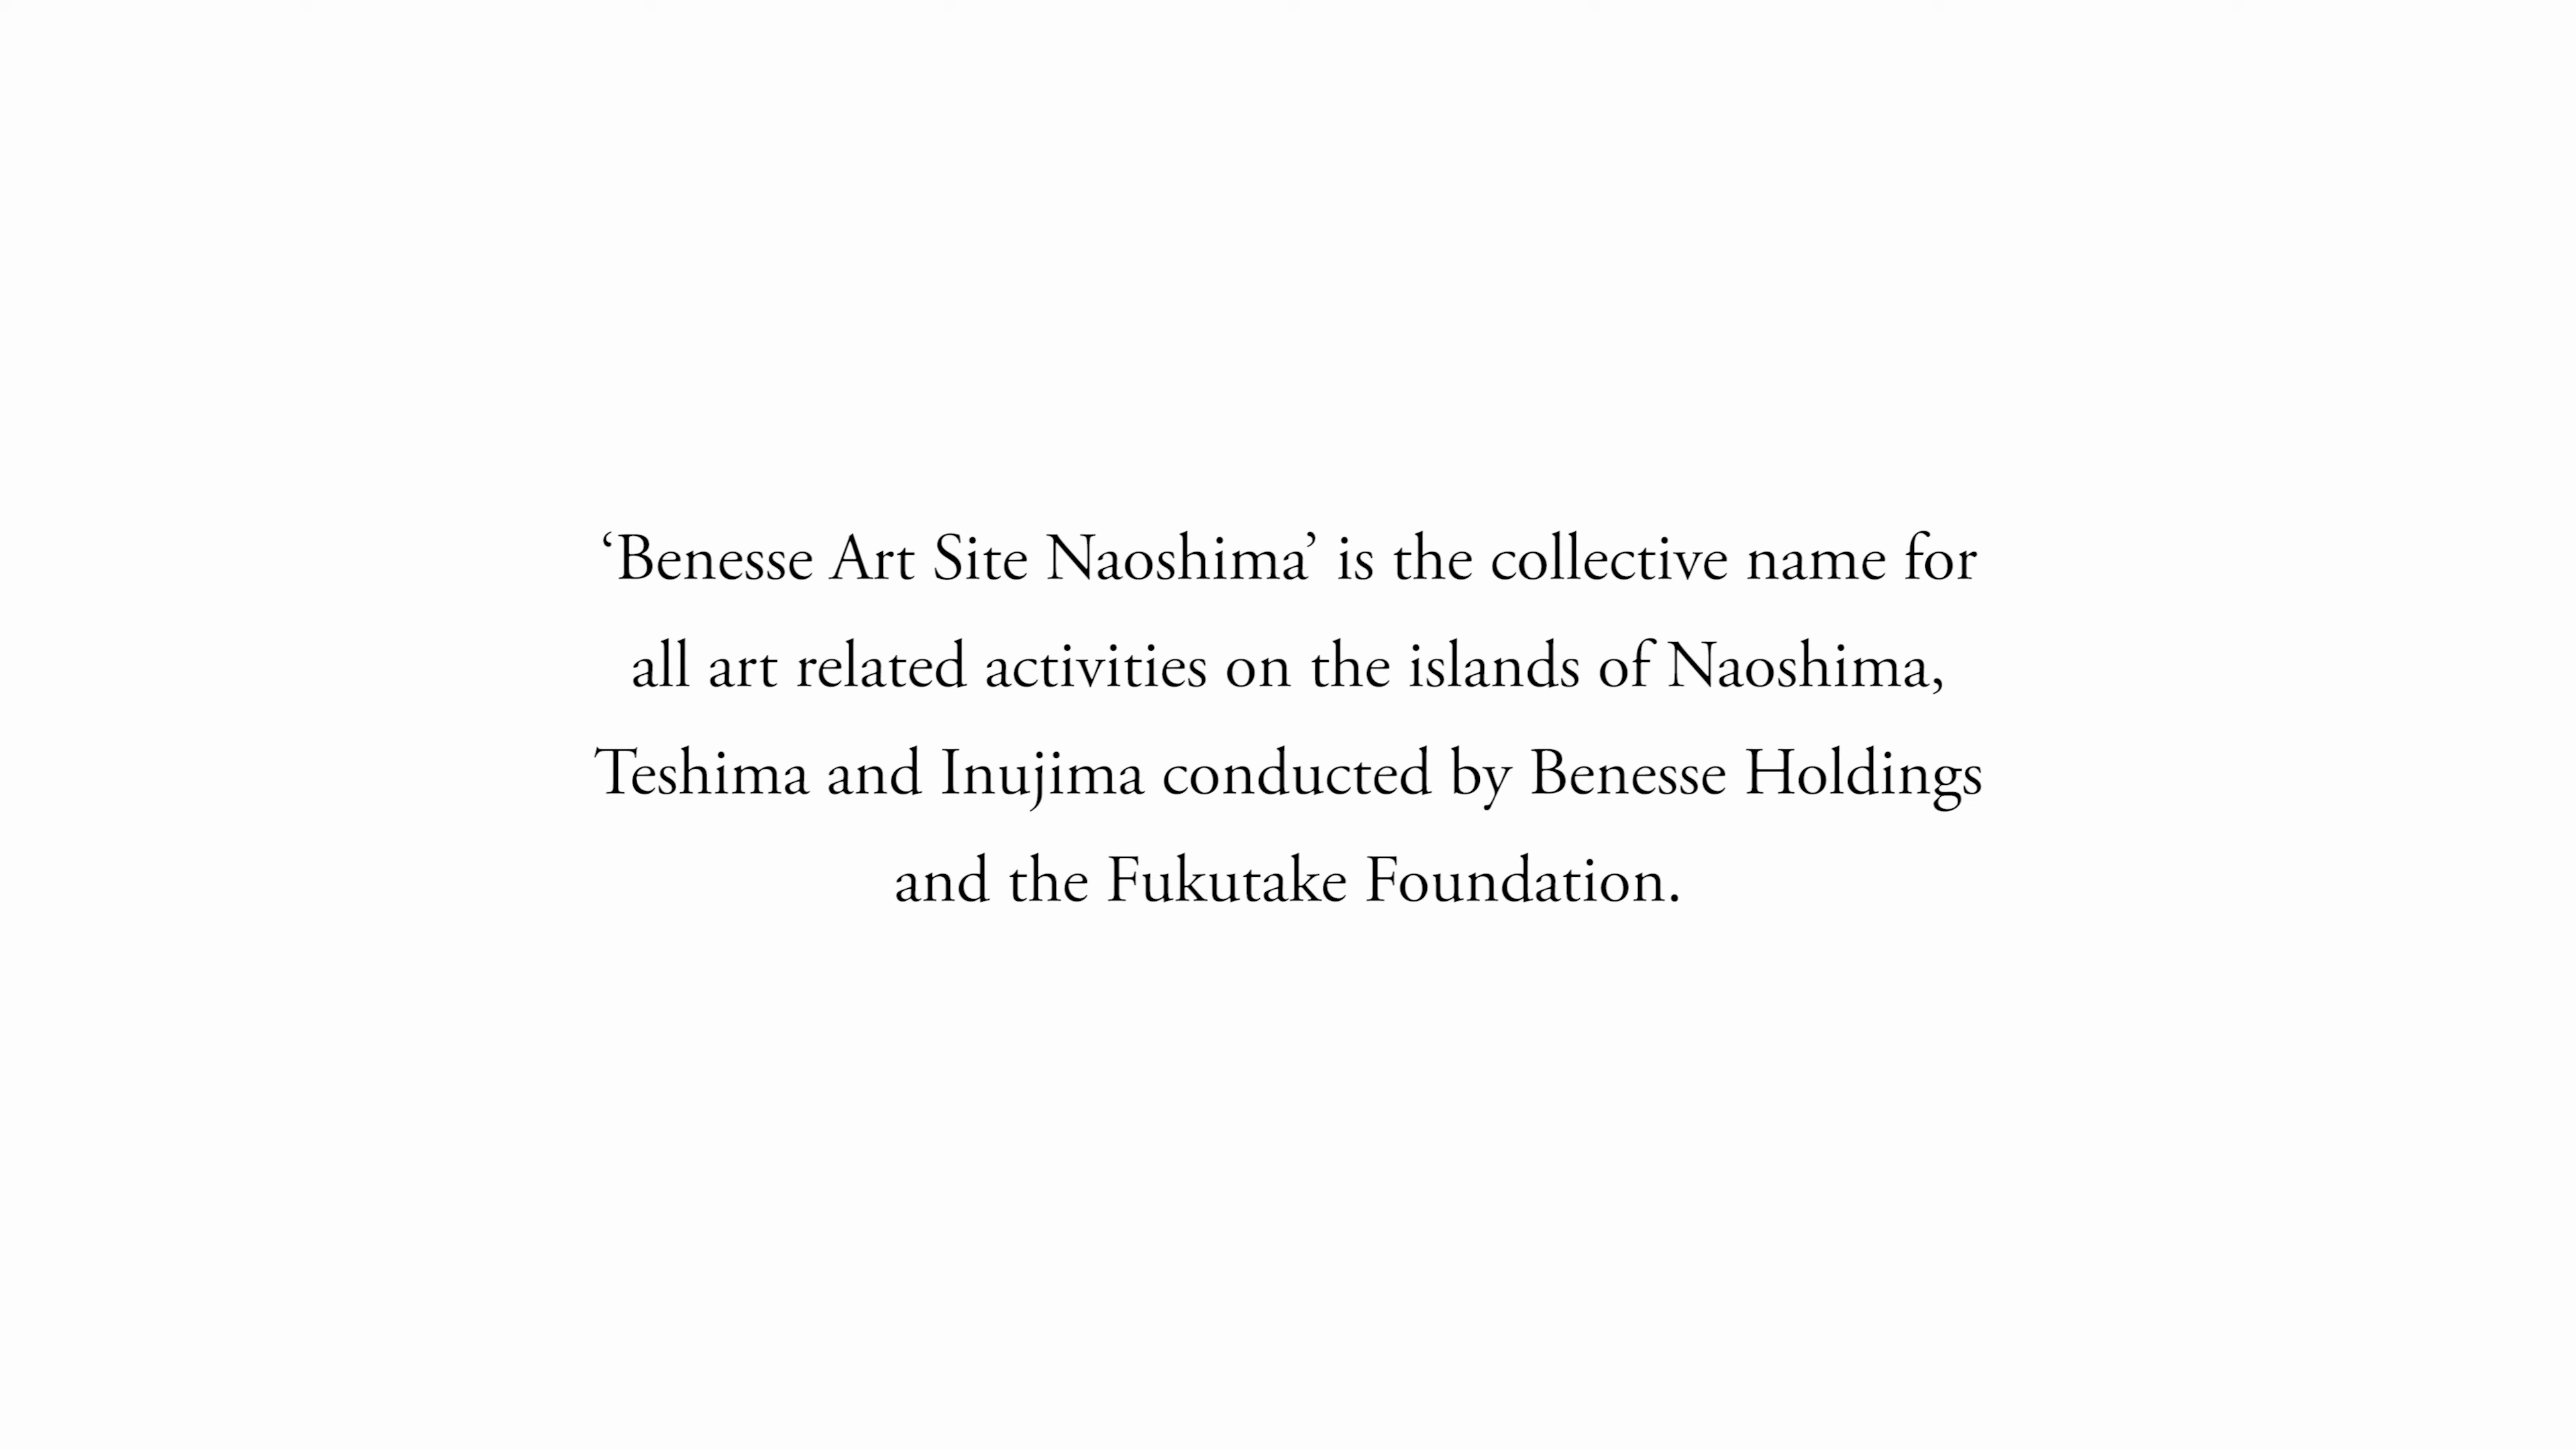 ‘Benesse Art Site Naoshima’ is the collective name for
all art related activities on the islands of Naoshima,
Teshima and Inujima conducted by Benesse Holdings
and the Fukutake Foundation.